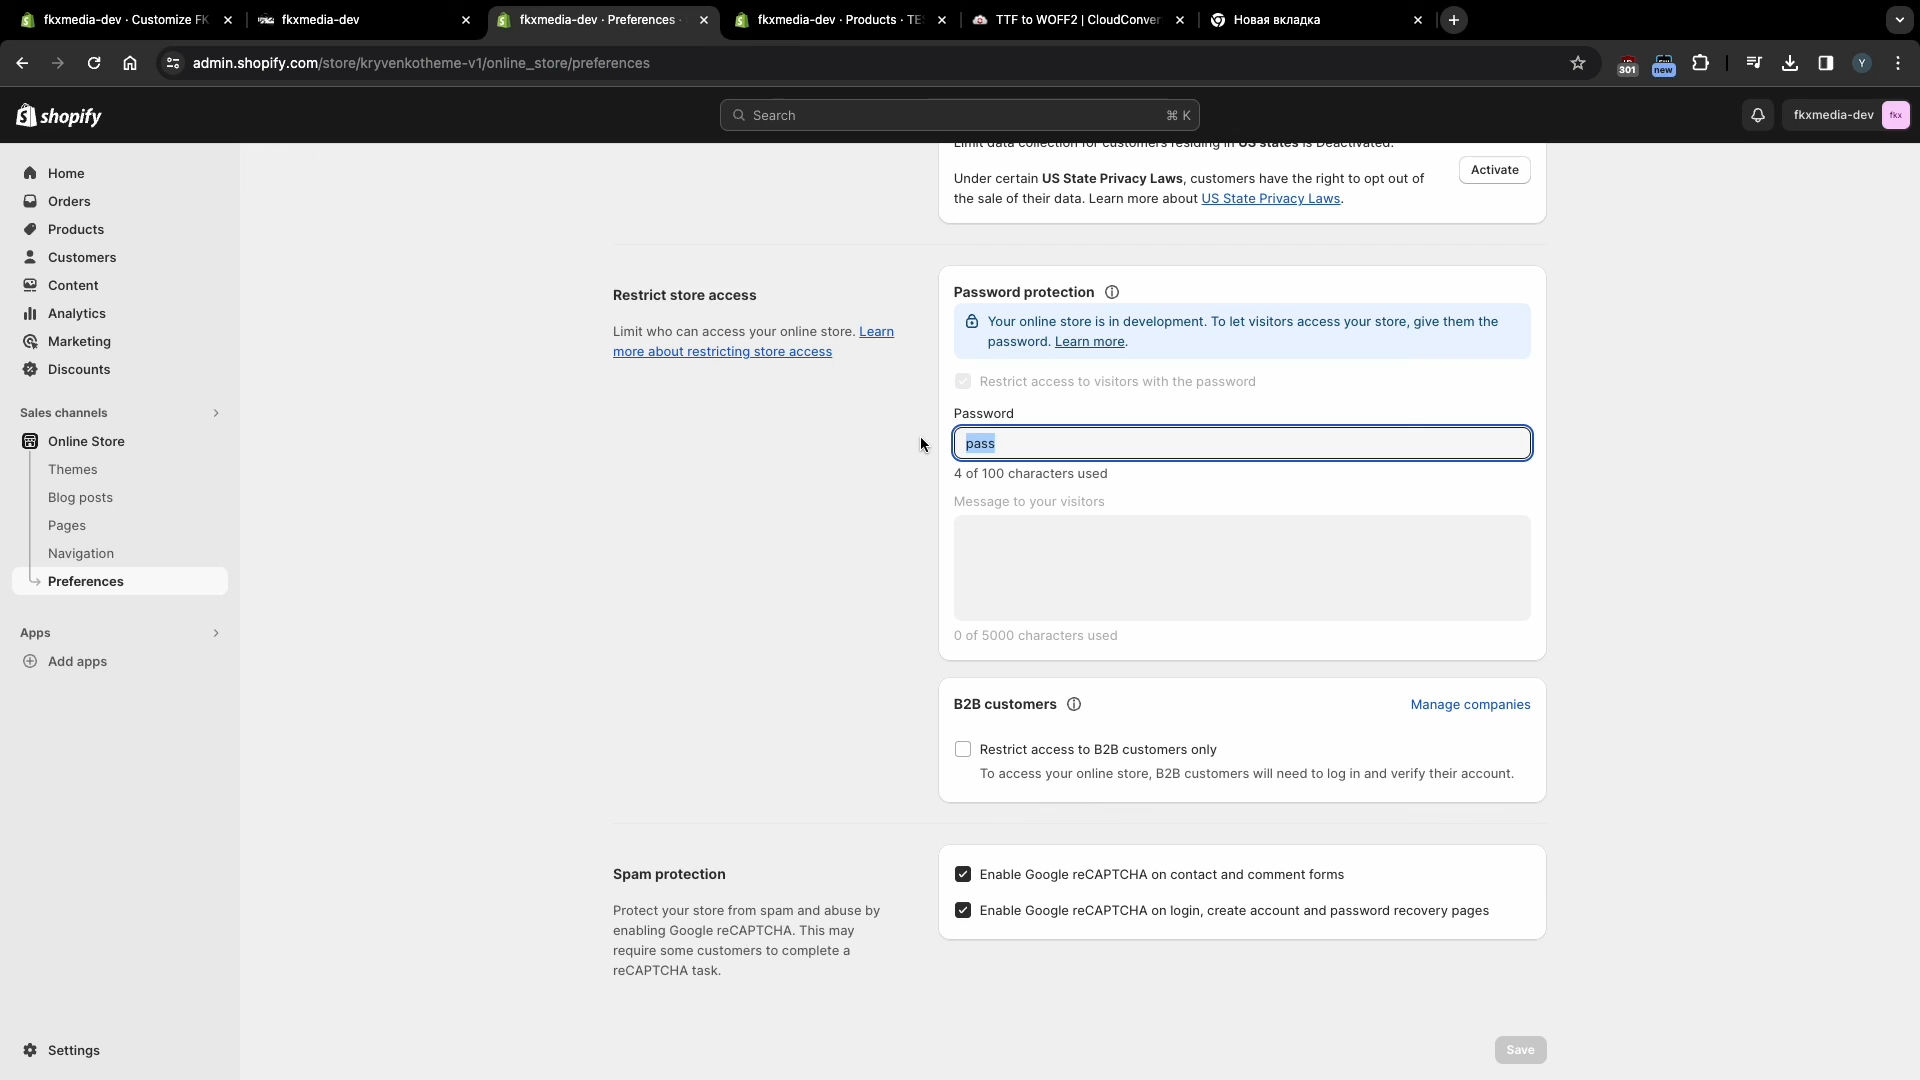 fkxmedia-dev · Customize FK
fkxmedia-dev
fkxmedia-dev · Preferences ·
fkxmedia-dev · Products · TE
TTF to WOFF2 | CloudConver
Новая вкладка
admin.shopify.com/store/kryvenkotheme-v1/online_store/preferences
301
new
Y
shopify
Search
⌘ K
fkxmedia-dev
fkx
Home
Orders
Products
Customers
Content
Analytics
Marketing
Discounts
Sales channels
Online Store
Themes
Blog posts
Pages
Navigation
Preferences
Apps
Add apps
Settings
Limit data collection for customers residing in US states is Deactivated.
Under certain US State Privacy Laws, customers have the right to opt out of
the sale of their data. Learn more about US State Privacy Laws.
Activate
Restrict store access
Limit who can access your online store. Learn
more about restricting store access
Password protection
Your online store is in development. To let visitors access your store, give them the
password. Learn more.
Restrict access to visitors with the password
Password
pass
4 of 100 characters used
Message to your visitors
0 of 5000 characters used
B2B customers
Manage companies
Restrict access to B2B customers only
To access your online store, B2B customers will need to log in and verify their account.
Spam protection
Protect your store from spam and abuse by
enabling Google reCAPTCHA. This may
require some customers to complete a
reCAPTCHA task.
Enable Google reCAPTCHA on contact and comment forms
Enable Google reCAPTCHA on login, create account and password recovery pages
Save